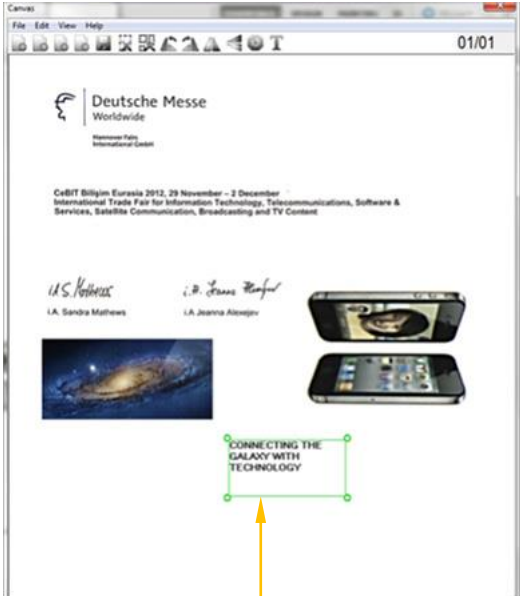 Canvas
File Edit View Help
T
01/01
Deutsche Messe
Worldwide
Hannover Fairs
International GmbH
CeBIT Bilişim Eurasia 2012, 29 November – 2 December
International Trade Fair for Information Technology, Telecommunications, Software &
Services, Satellite Communication, Broadcasting and TV Content
i.A. Sandra Mathews
i.A Jeanna Alexejev
CONNECTING THE
GALAXY WITH
TECHNOLOGY